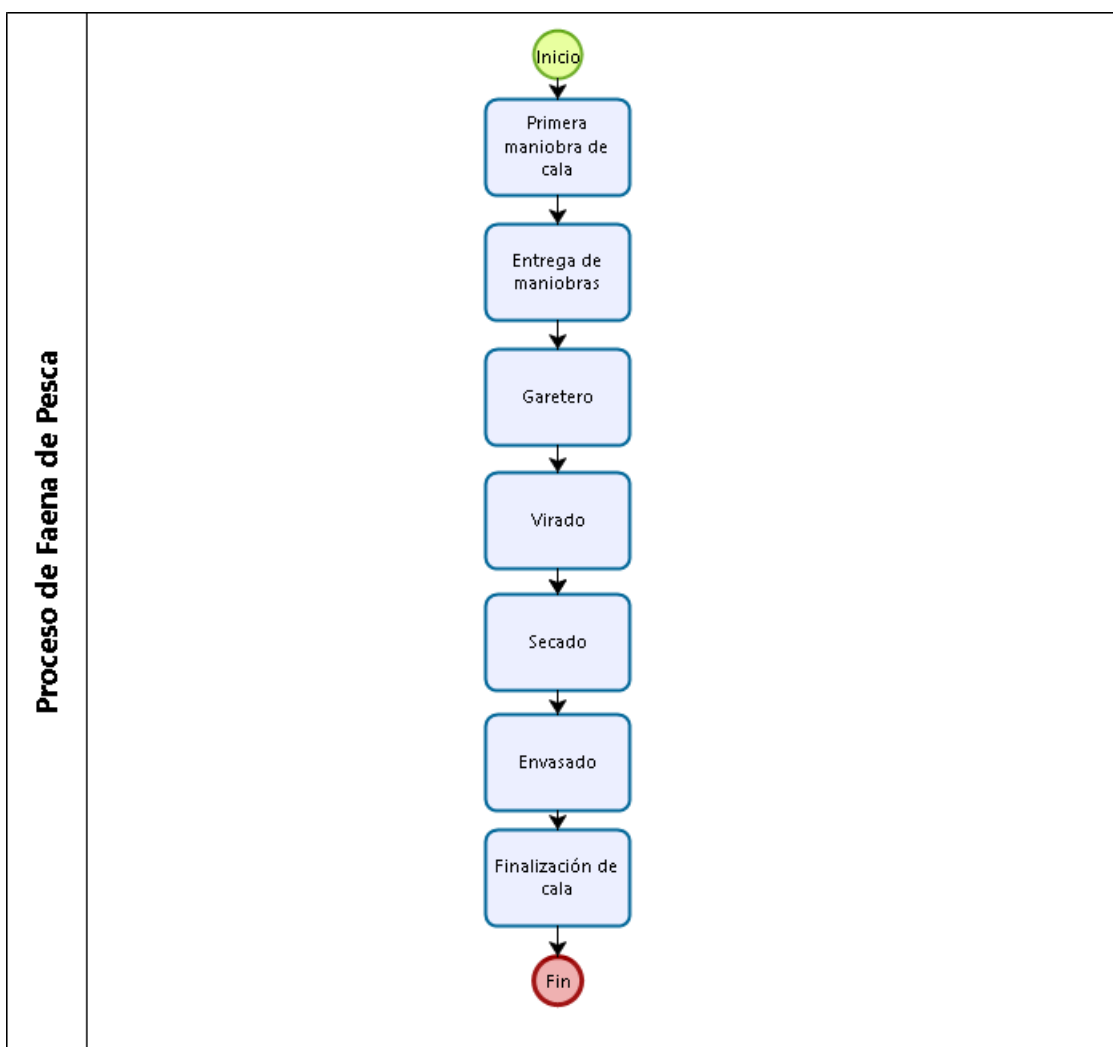 Proceso de Faena de Pesca
Inicio
Primera
maniobra de
cala
Entrega de
maniobras
Garetero
Virado
Secado
Envasado
Finalización de
cala
Fin